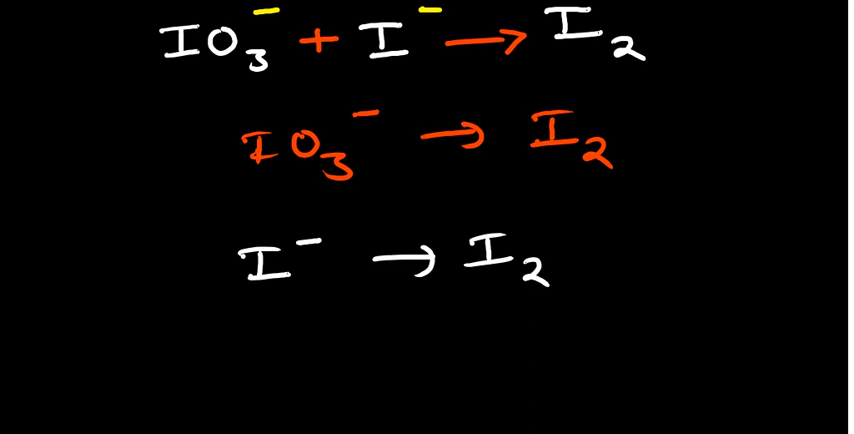 IO₃⁻ + I⁻ → I₂
IO₃⁻ → I₂
I⁻ → I₂